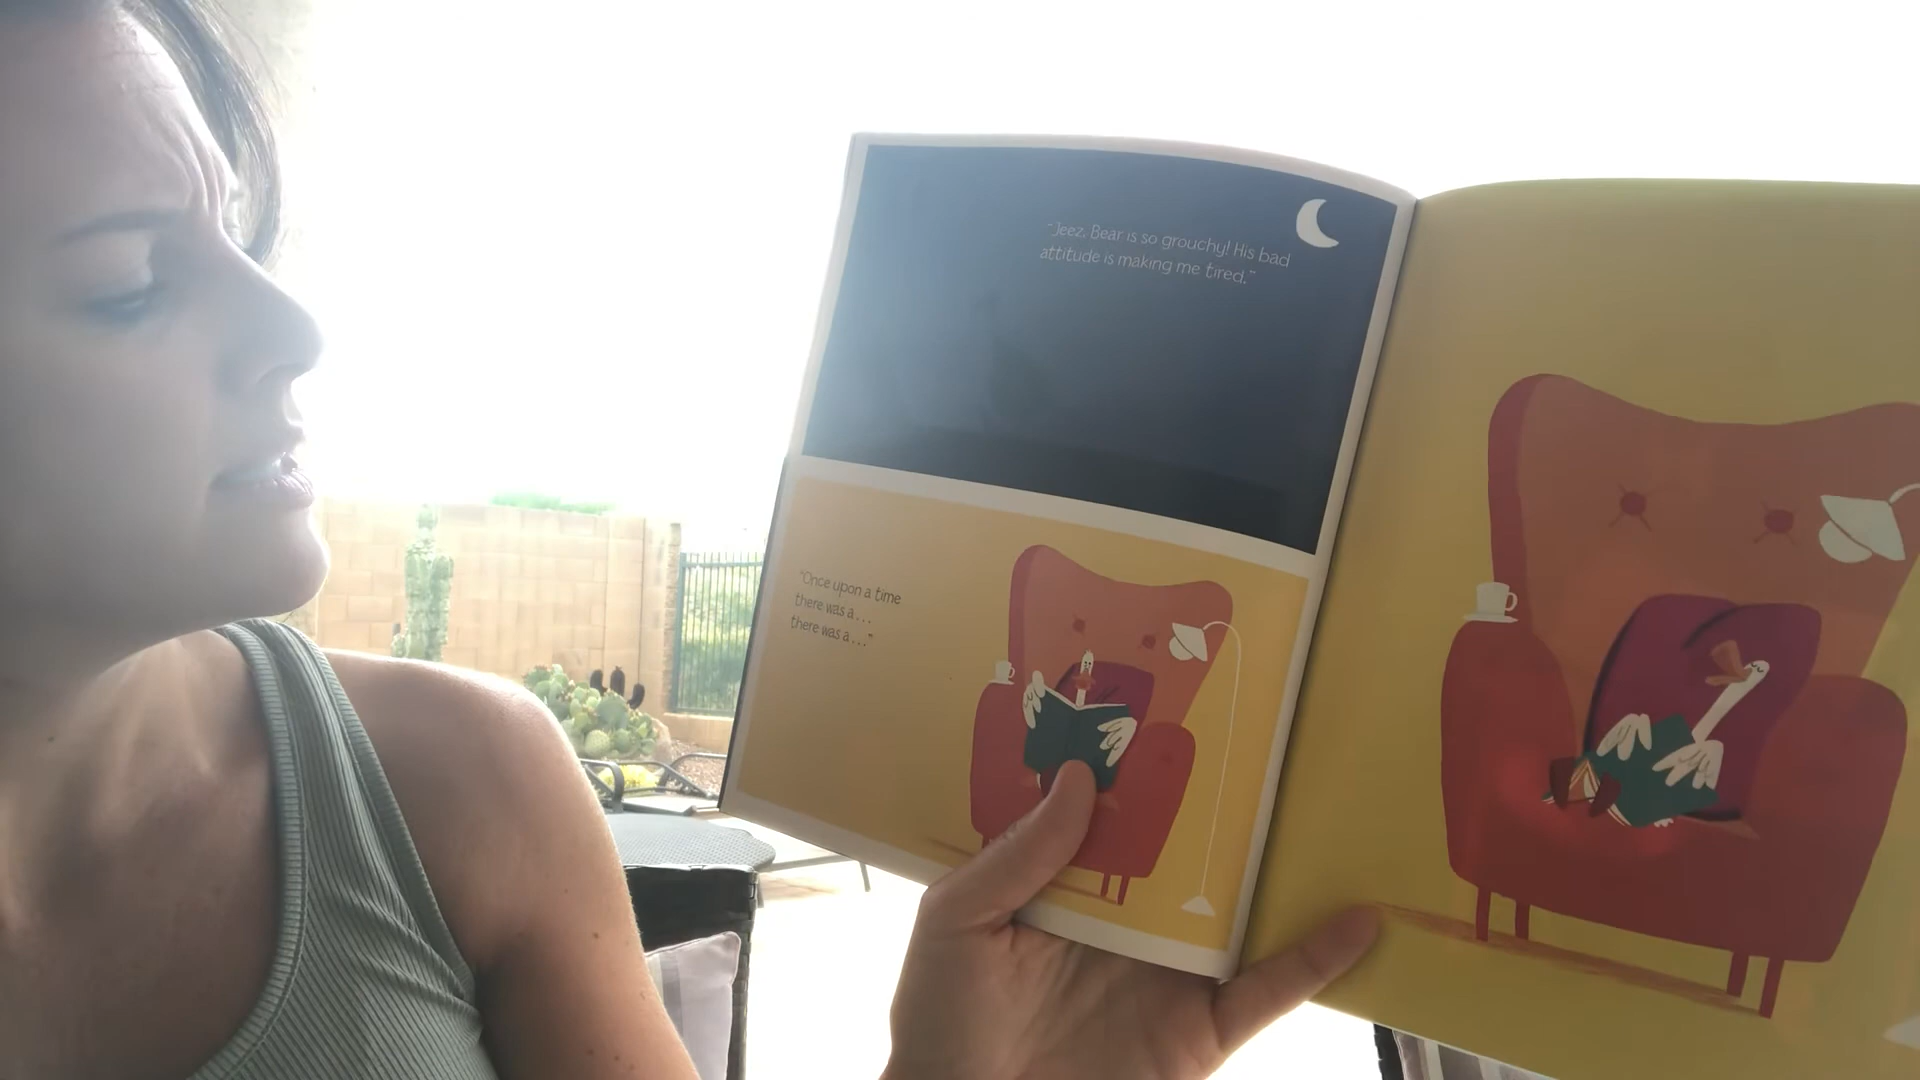 "Jeez. Bear is so grouchy! His bad
attitude is making me tired."
"Once upon a time
there was a...
there was a..."